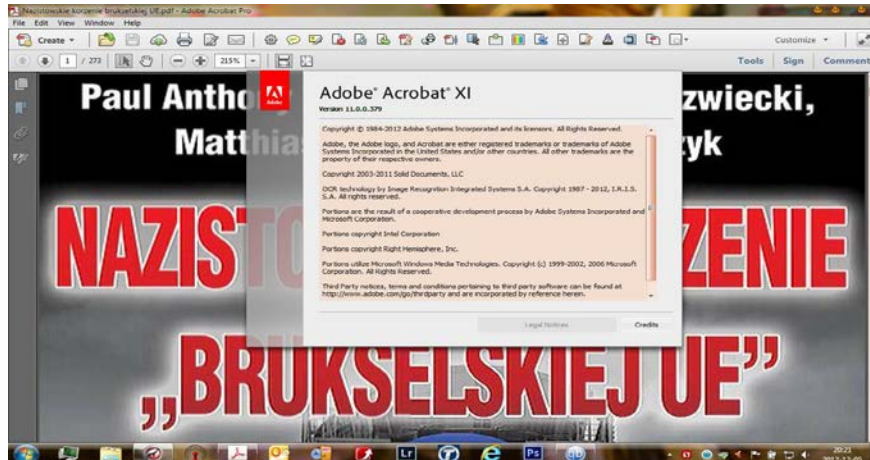 Nazistowskie korzenie brukselskiej UE.pdf - Adobe Acrobat Pro
File Edit View Window Help
Create
Customize
1 / 273
215%
Tools Sign Comment
Paul Antho
zwiecki,
Matthia
yk
NAZIST
ZENIE
„BRUKSELSKIEJ UE”
Adobe
Adobe® Acrobat® XI
Version 11.0.0.379
Copyright © 1984-2012 Adobe Systems Incorporated and its licensors. All Rights Reserved.
Adobe, the Adobe logo, and Acrobat are either registered trademarks or trademarks of Adobe
Systems Incorporated in the United States and/or other countries. All other trademarks are the
property of their respective owners.
Copyright 2003-2011 Solid Documents, LLC
OCR technology by Image Recognition Integrated Systems S.A. Copyright 1987 - 2012, I.R.I.S.
S.A. All rights reserved.
Portions are the result of a cooperative development process by Adobe Systems Incorporated and
Microsoft Corporation.
Portions copyright Intel Corporation
Portions copyright Right Hemisphere, Inc.
Portions utilize Microsoft Windows Media Technologies. Copyright (c) 1999-2002, 2006 Microsoft
Corporation. All Rights Reserved.
Third Party notices, terms and conditions pertaining to third party software can be found at
http://www.adobe.com/go/thirdparty and are incorporated by reference herein.
Legal Notices
Credits
Lr
Ps
20:21